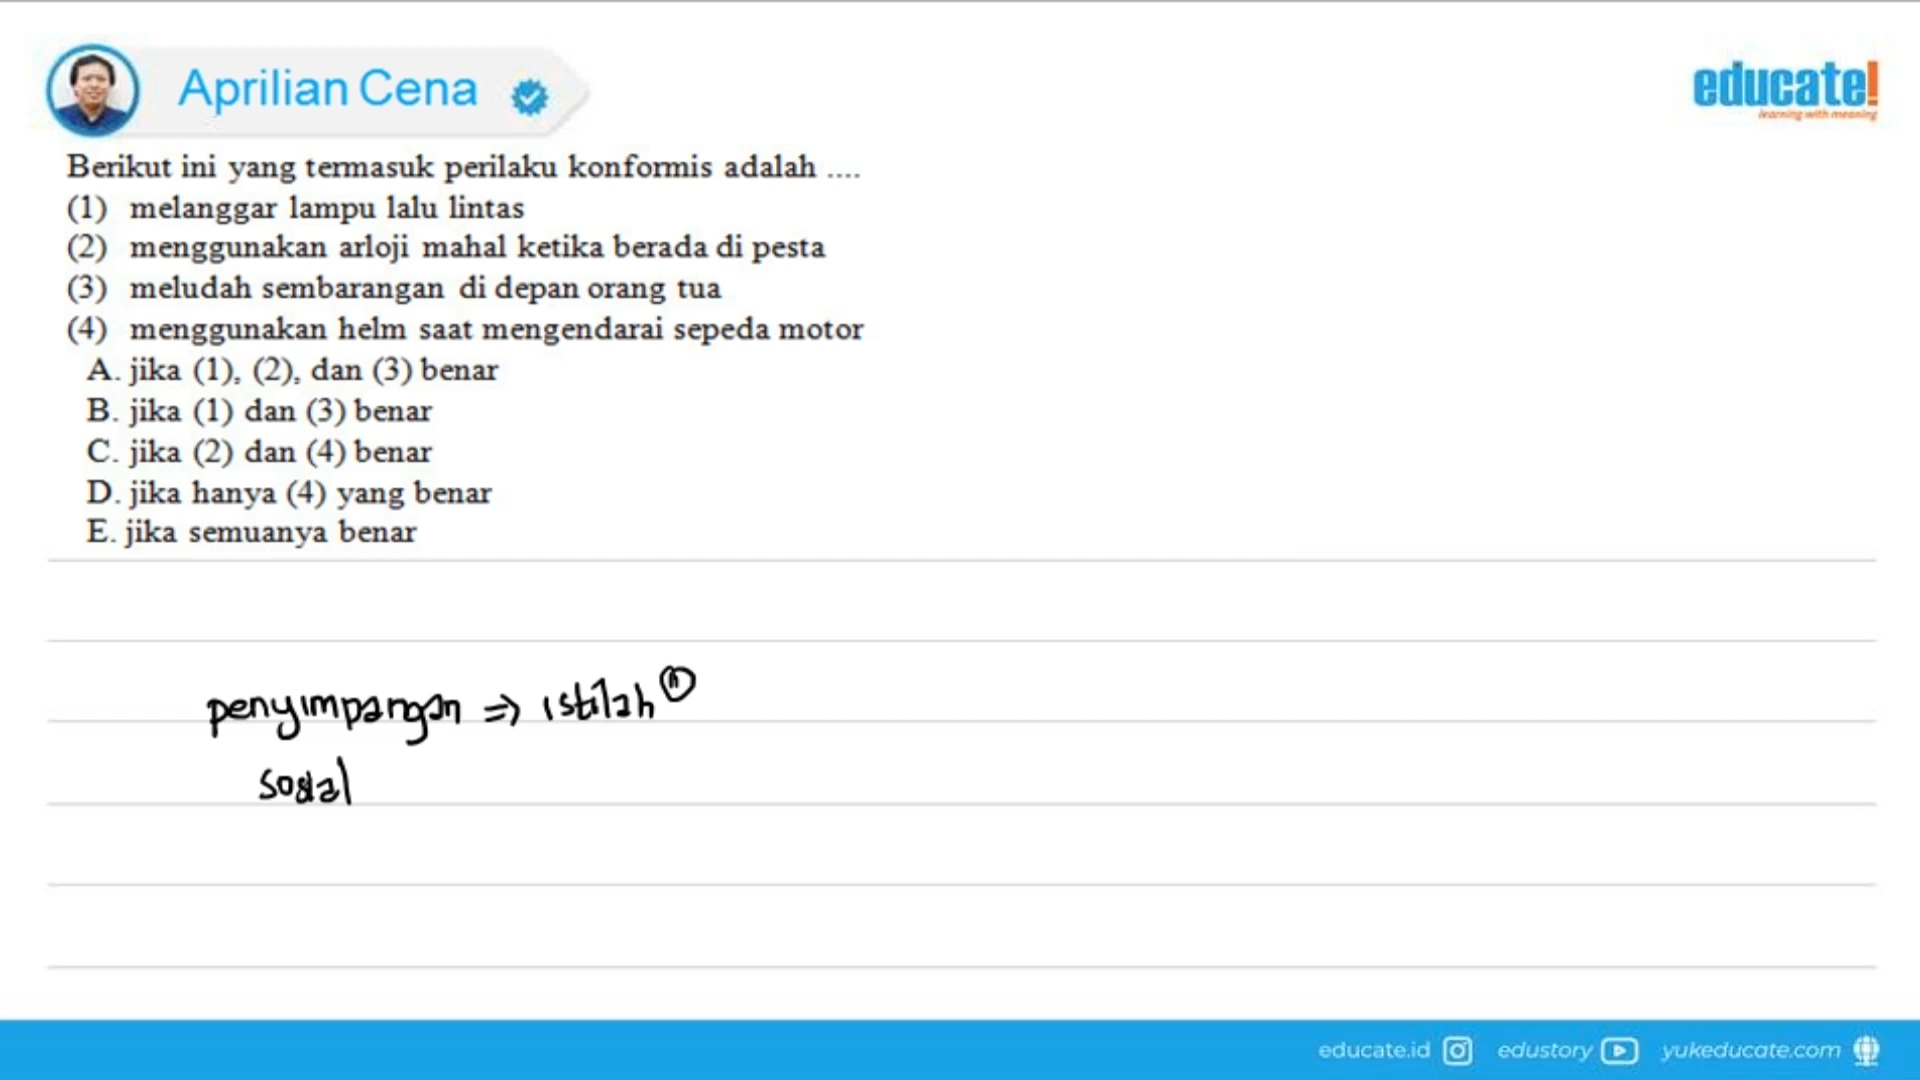 Aprilian Cena
educate!
learning with meaning
Berikut ini yang termasuk perilaku konformis adalah ....
(1) melanggar lampu lalu lintas
(2) menggunakan arloji mahal ketika berada di pesta
(3) meludah sembarangan di depan orang tua
(4) menggunakan helm saat mengendarai sepeda motor
A. jika (1), (2), dan (3) benar
B. jika (1) dan (3) benar
C. jika (2) dan (4) benar
D. jika hanya (4) yang benar
E. jika semuanya benar
penyimpangan ⇒ istilah
sosial
educate.id edustory yukeducate.com